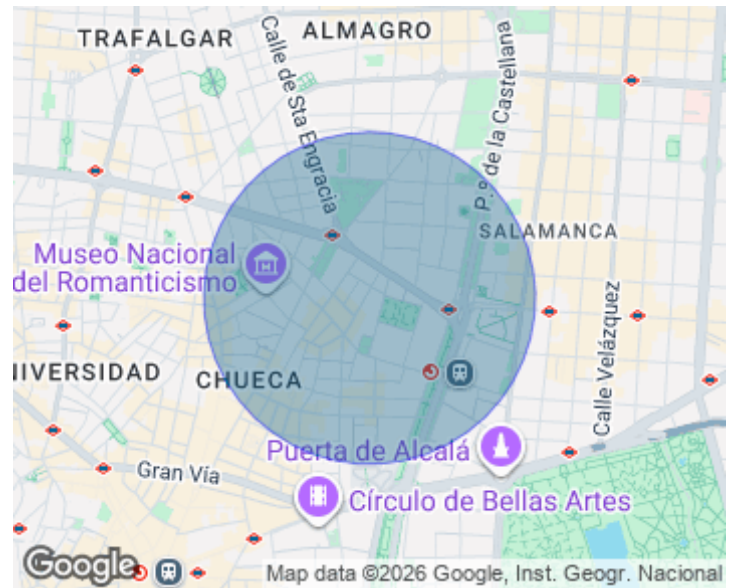 TRAFALGAR
ALMAGRO
Calle de Sta Engracia
P.º de la Castellana
SALAMANCA
Museo Nacional
del Romanticismo
Calle Velázquez
IVERSIDAD
CHUECA
Puerta de Alcalá
Gran Vía
Círculo de Bellas Artes
Google
Map data ©2026 Google, Inst. Geogr. Nacional